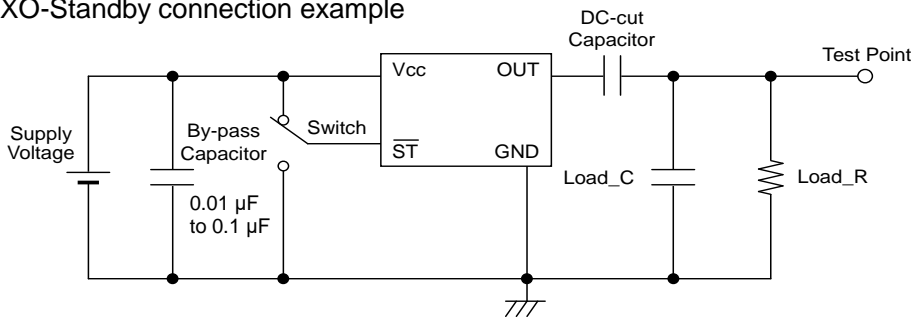 XO-Standby connection example
DC-cut
Capacitor
Test Point
Vcc
OUT
Supply
Voltage
By-pass
Capacitor
Switch
S̅T̅
GND
0.01 µF
to 0.1 µF
Load_C
Load_R